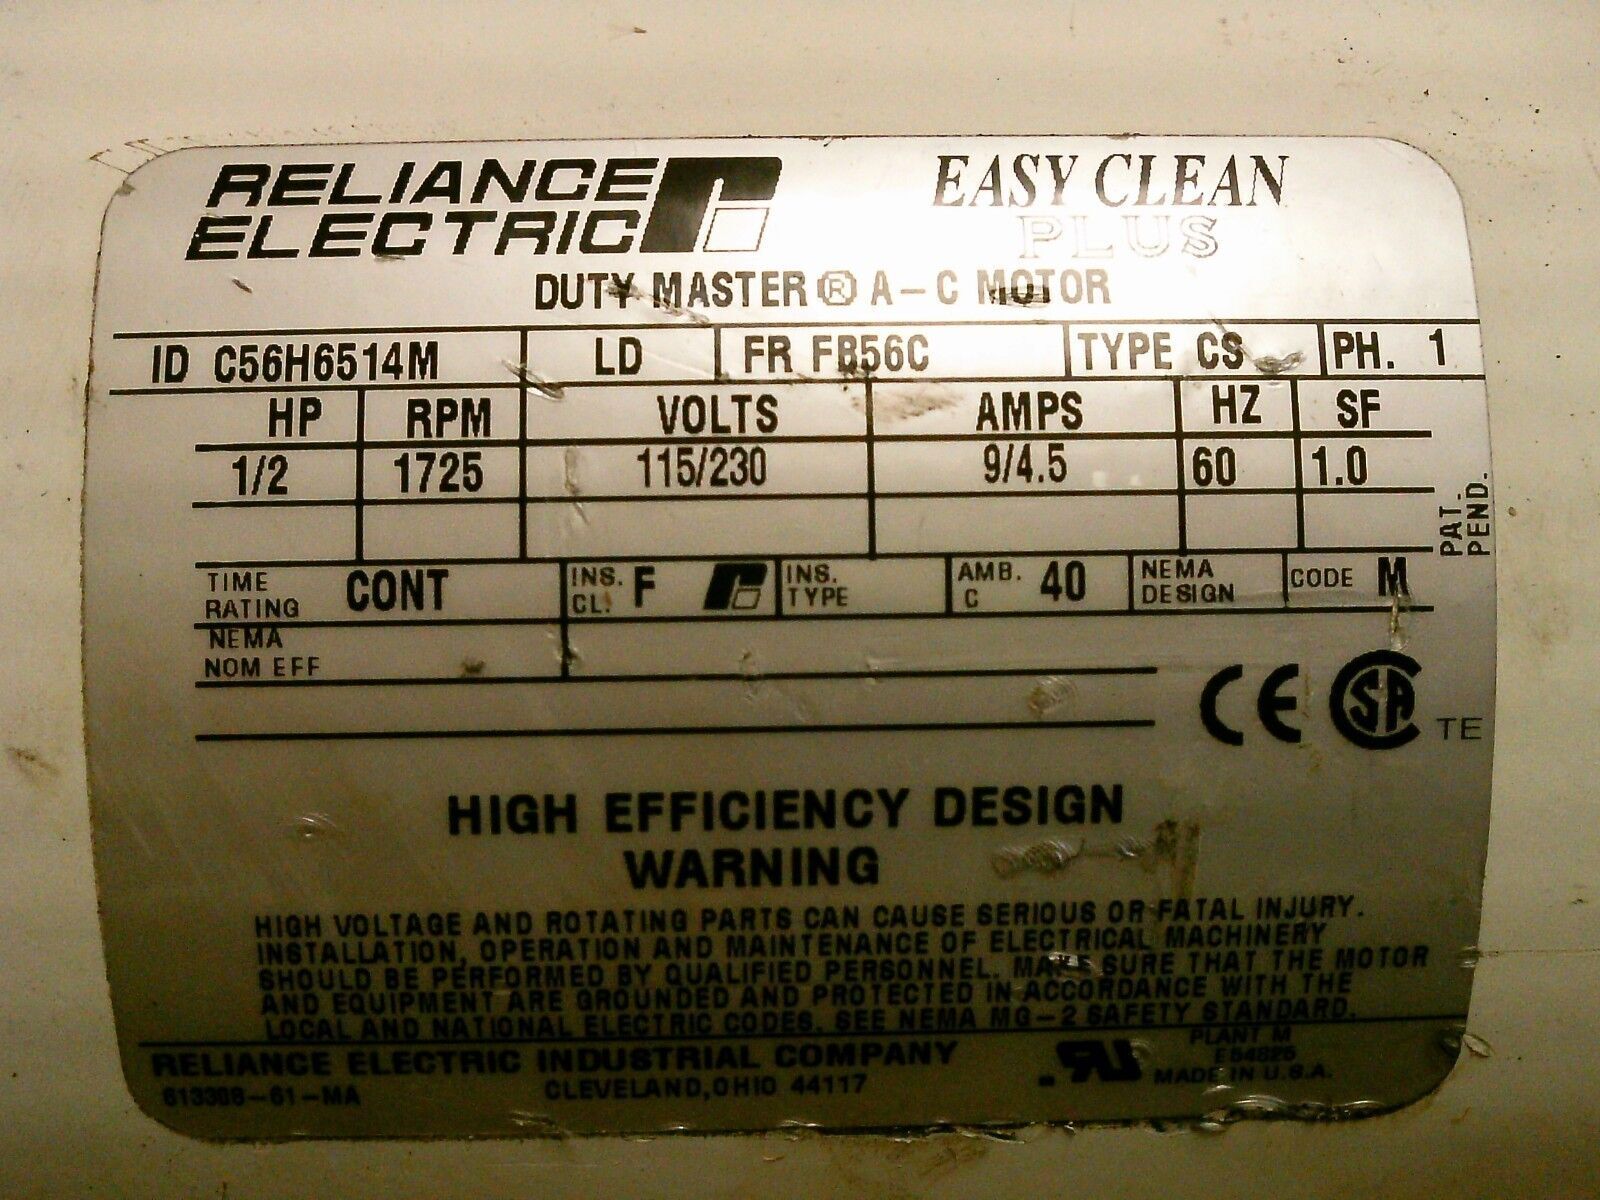 RELIANCE
ELECTRIC
EASY CLEAN
PLUS
DUTY MASTER® A-C MOTOR
ID C56H6514M LD FR FB56C TYPE CS PH. 1
HP RPM VOLTS AMPS HZ SF
1/2 1725 115/230 9/4.5 60 1.0
PAT. PEND.
TIME RATING CONT INS. CL. F INS. TYPE AMB. C 40 NEMA DESIGN CODE M
NEMA
NOM EFF
CE CSA TE
HIGH EFFICIENCY DESIGN
WARNING
HIGH VOLTAGE AND ROTATING PARTS CAN CAUSE SERIOUS OR FATAL INJURY.
INSTALLATION, OPERATION AND MAINTENANCE OF ELECTRICAL MACHINERY
SHOULD BE PERFORMED BY QUALIFIED PERSONNEL. MAKE SURE THAT THE MOTOR
AND EQUIPMENT ARE GROUNDED AND PROTECTED IN ACCORDANCE WITH THE
LOCAL AND NATIONAL ELECTRIC CODES. SEE NEMA MG-2 SAFETY STANDARD.
RELIANCE ELECTRIC INDUSTRIAL COMPANY
613308-61-MA
CLEVELAND, OHIO 44117
PLANT M
E54825
MADE IN U.S.A.